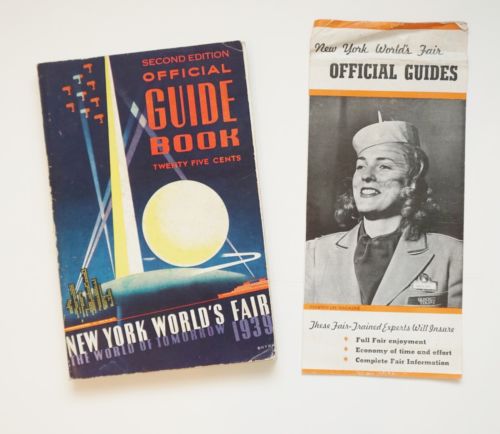 SECOND EDITION
OFFICIAL
GUIDE
BOOK
TWENTY FIVE CENTS
NEW YORK WORLD'S FAIR
THE WORLD OF TOMORROW 1939
New York World's Fair
OFFICIAL GUIDES
These Fair-Trained Experts Will Insure
Full Fair enjoyment
Economy of time and effort
Complete Fair Information